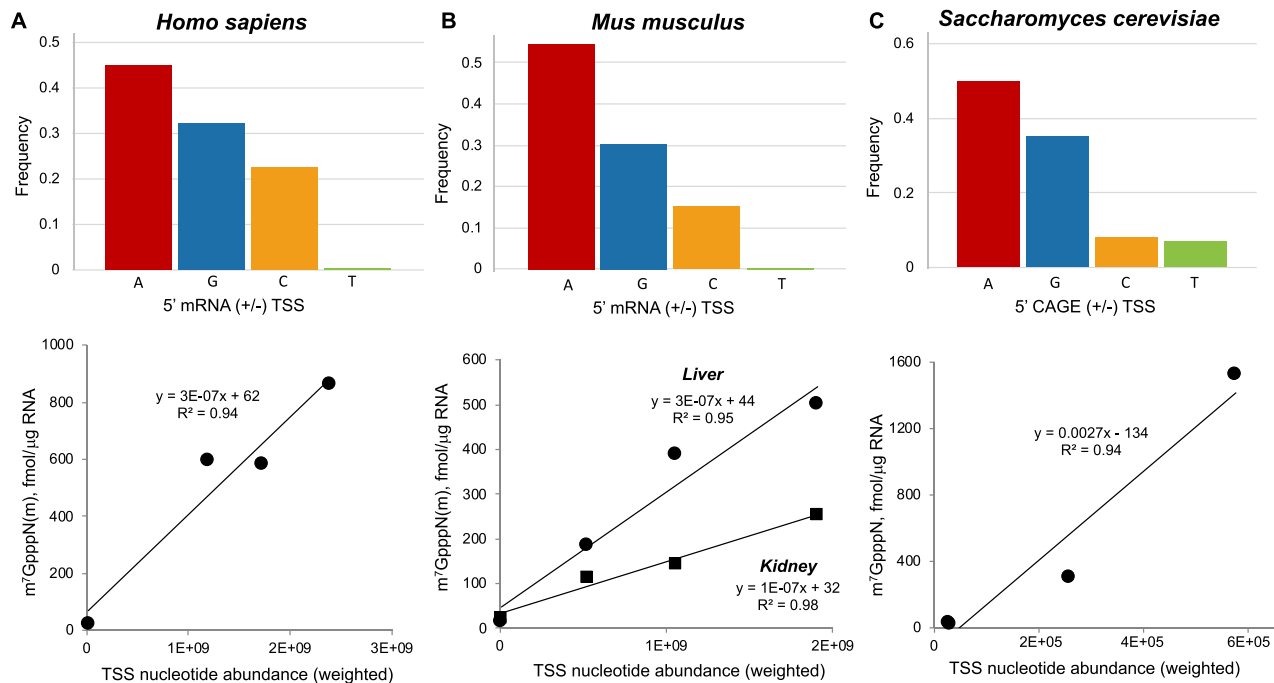 A
Homo sapiens
Frequency
0.5
0.4
0.3
0.2
0.1
0
A G C T
5' mRNA (+/-) TSS
B
Mus musculus
Frequency
0.5
0.4
0.3
0.2
0.1
0
A G C T
5' mRNA (+/-) TSS
C
Saccharomyces cerevisiae
Frequency
0.6
0.4
0.2
0
A G C T
5' CAGE (+/-) TSS
m⁷GpppN(m), fmol/μg RNA
1000
800
600
400
200
0
y = 3E-07x + 62
R² = 0.94
0 1E+09 2E+09 3E+09
TSS nucleotide abundance (weighted)
m⁷GpppN(m), fmol/μg RNA
600
500
400
300
200
100
0
Liver
y = 3E-07x + 44
R² = 0.95
Kidney
y = 1E-07x + 32
R² = 0.98
0 1E+09 2E+09
TSS nucleotide abundance (weighted)
m⁷GpppN, fmol/μg RNA
1600
1200
800
400
0
y = 0.0027x - 134
R² = 0.94
0 2E+05 4E+05 6E+05
TSS nucleotide abundance (weighted)